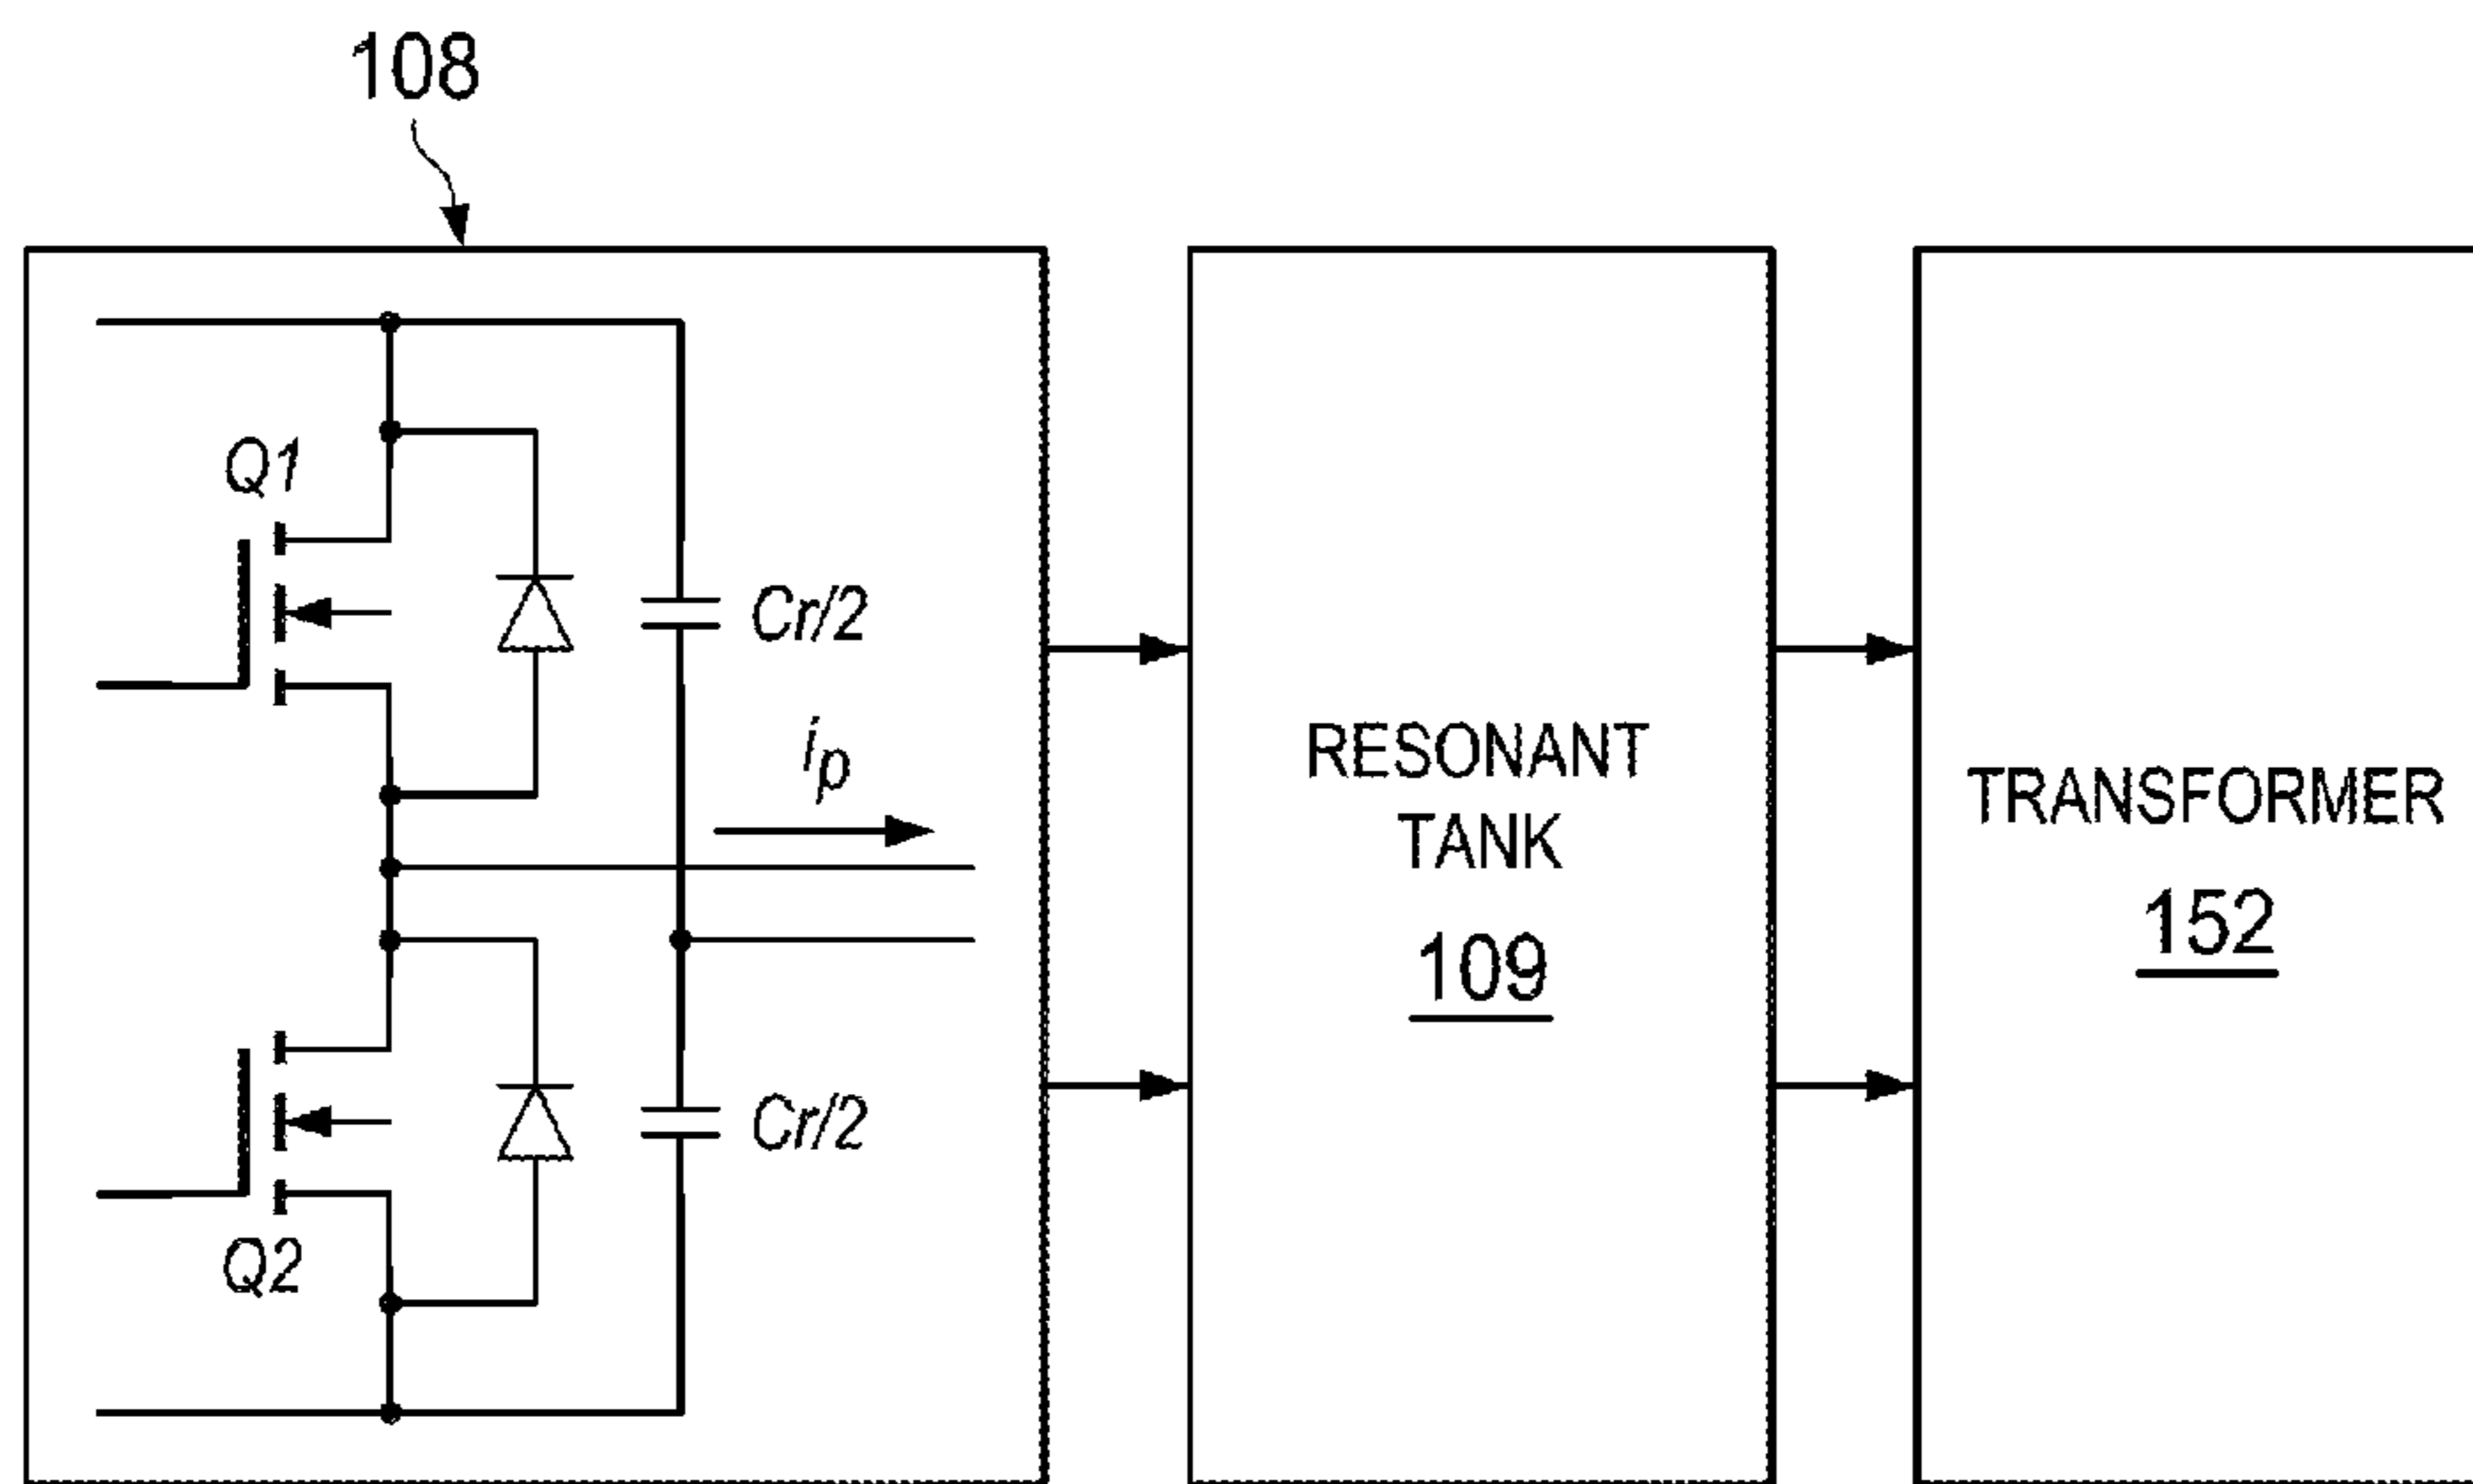 108
Q1
Cr/2
ip
Q2
Cr/2
RESONANT
TANK
109
TRANSFORMER
152